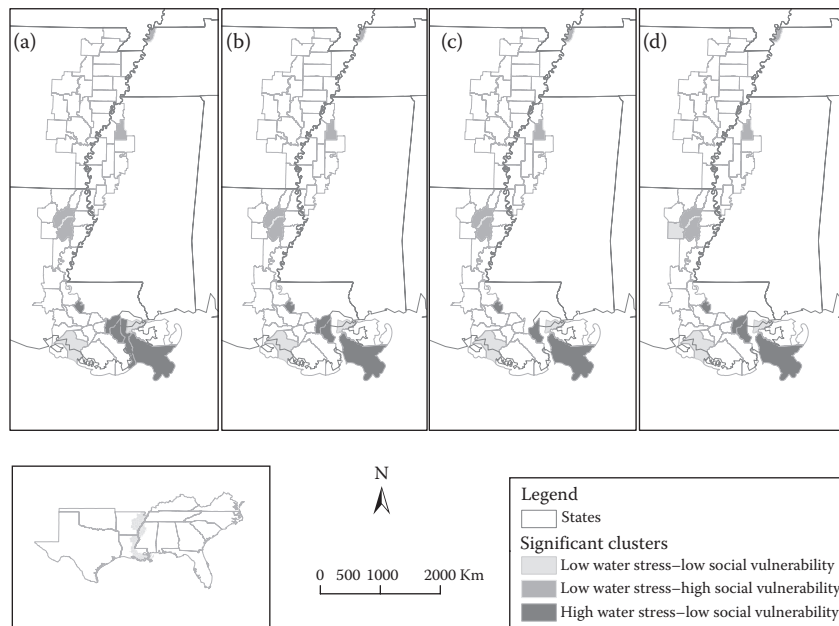 (a)
(b)
(c)
(d)
N
0 500 1000 2000 Km
Legend
States
Significant clusters
Low water stress–low social vulnerability
Low water stress–high social vulnerability
High water stress–low social vulnerability